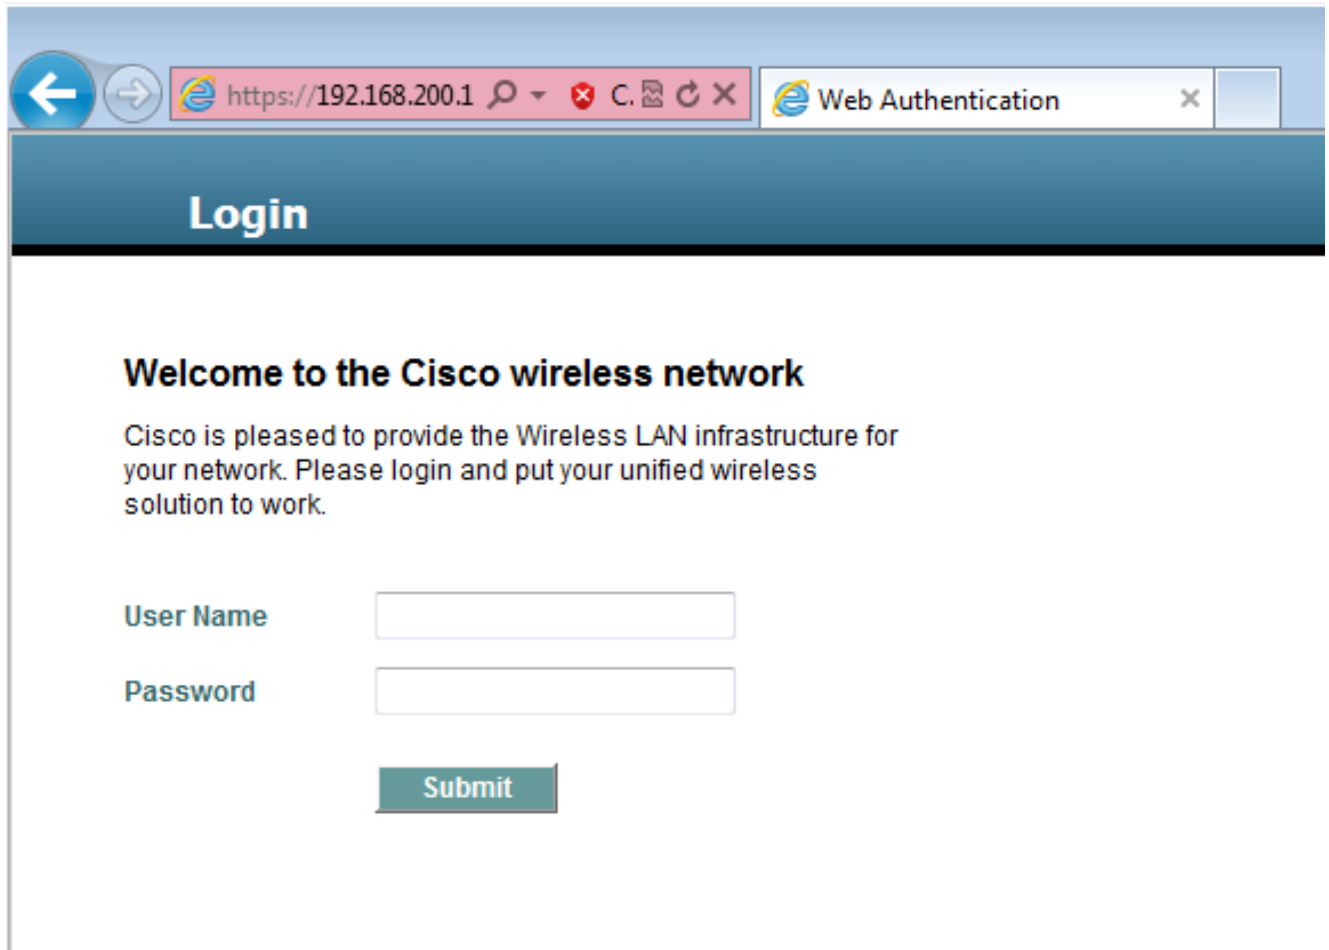 https://192.168.200.1 C.
Web Authentication
Login
Welcome to the Cisco wireless network
Cisco is pleased to provide the Wireless LAN infrastructure for
your network. Please login and put your unified wireless
solution to work.
User Name
Password
Submit